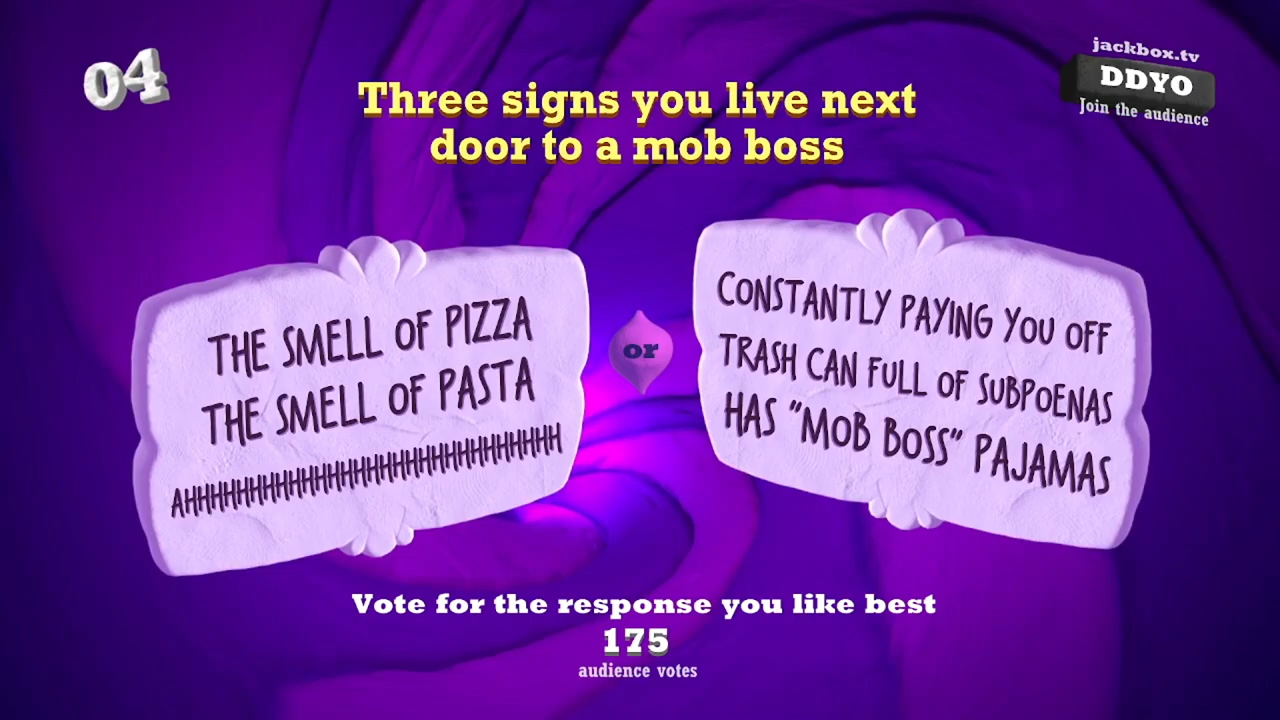 04
jackbox.tv
DDYO
Join the audience
Three signs you live next
door to a mob boss
THE SMELL OF PIZZA
THE SMELL OF PASTA
AHHHHHHHHHHHHHHHHHHHHHHHHHHHHH
or
CONSTANTLY PAYING YOU OFF
TRASH CAN FULL OF SUBPOENAS
HAS "MOB BOSS" PAJAMAS
Vote for the response you like best
175
audience votes